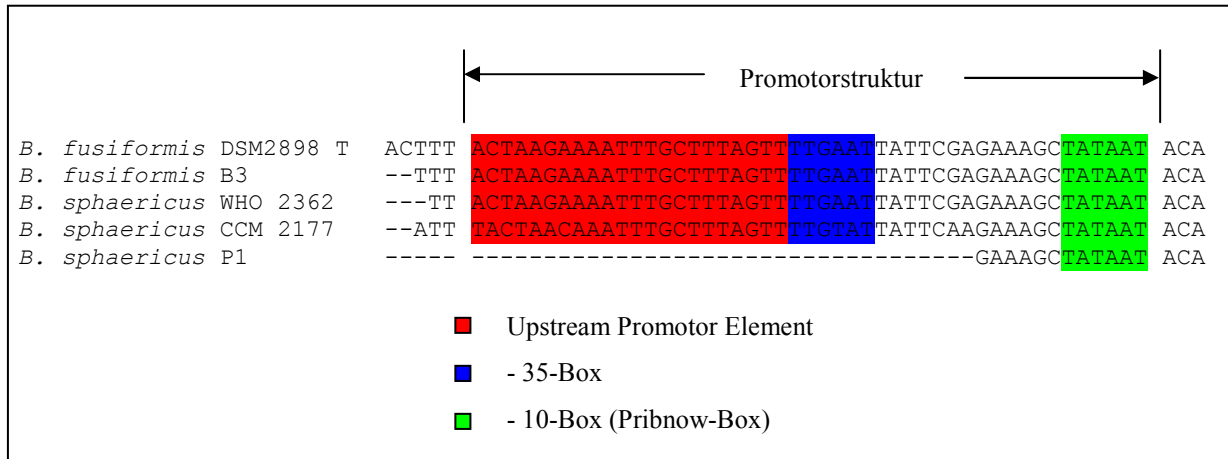 Promotorstruktur
B. fusiformis DSM2898 T ACTTT ACTAAGAAAATTTGCTTTAGTTTTGAATTATTCGAGAAAGCTATAAT ACA
B. fusiformis B3 --TTT ACTAAGAAAATTTGCTTTAGTTTTGAATTATTCGAGAAAGCTATAAT ACA
B. sphaericus WHO 2362 ---TT ACTAAGAAAATTTGCTTTAGTTTTGAATTATTCGAGAAAGCTATAAT ACA
B. sphaericus CCM 2177 --ATT TACTAACAAATTTGCTTTAGTTTTGTATTATTCAAGAAAGCTATAAT ACA
B. sphaericus P1 ----- -----------------------------------GAAAGCTATAAT ACA
Upstream Promotor Element
- 35-Box
- 10-Box (Pribnow-Box)